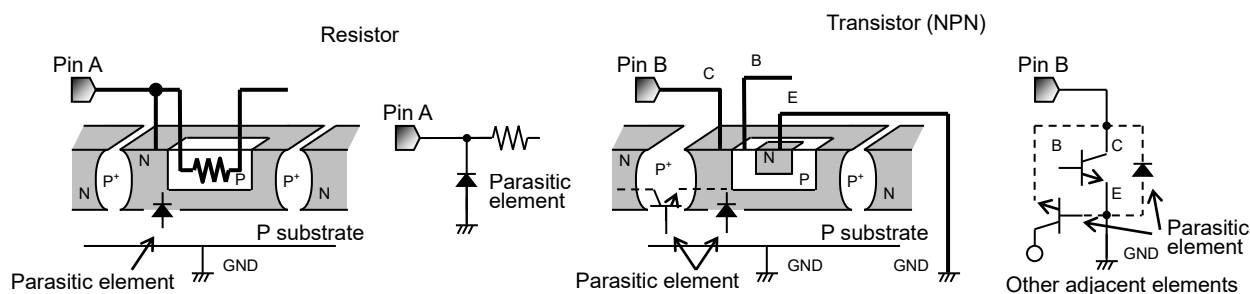 Resistor
Pin A
N
N
P+
P
P+
N
P substrate
GND
Parasitic element
Pin A
Parasitic
element
Transistor (NPN)
Pin B
C
B
E
N
N
P+
N
P
P+
N
P substrate
GND
GND
Parasitic element
Pin B
B
C
E
Parasitic
element
GND
Other adjacent elements